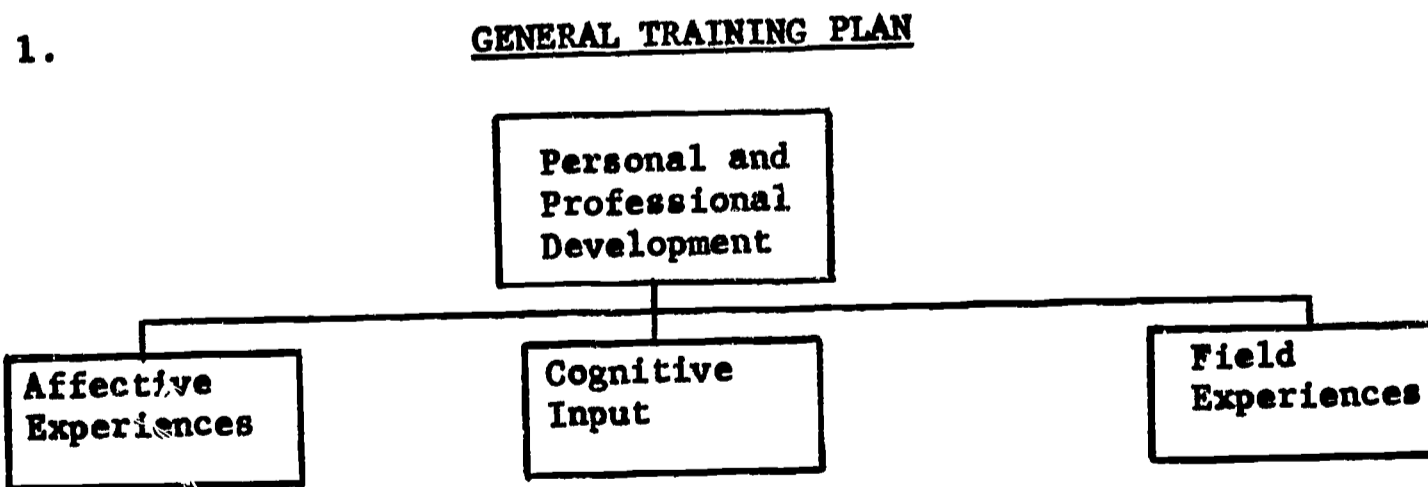 1.
GENERAL TRAINING PLAN
Personal and
Professional
Development
Affective
Experiences
Cognitive
Input
Field
Experiences